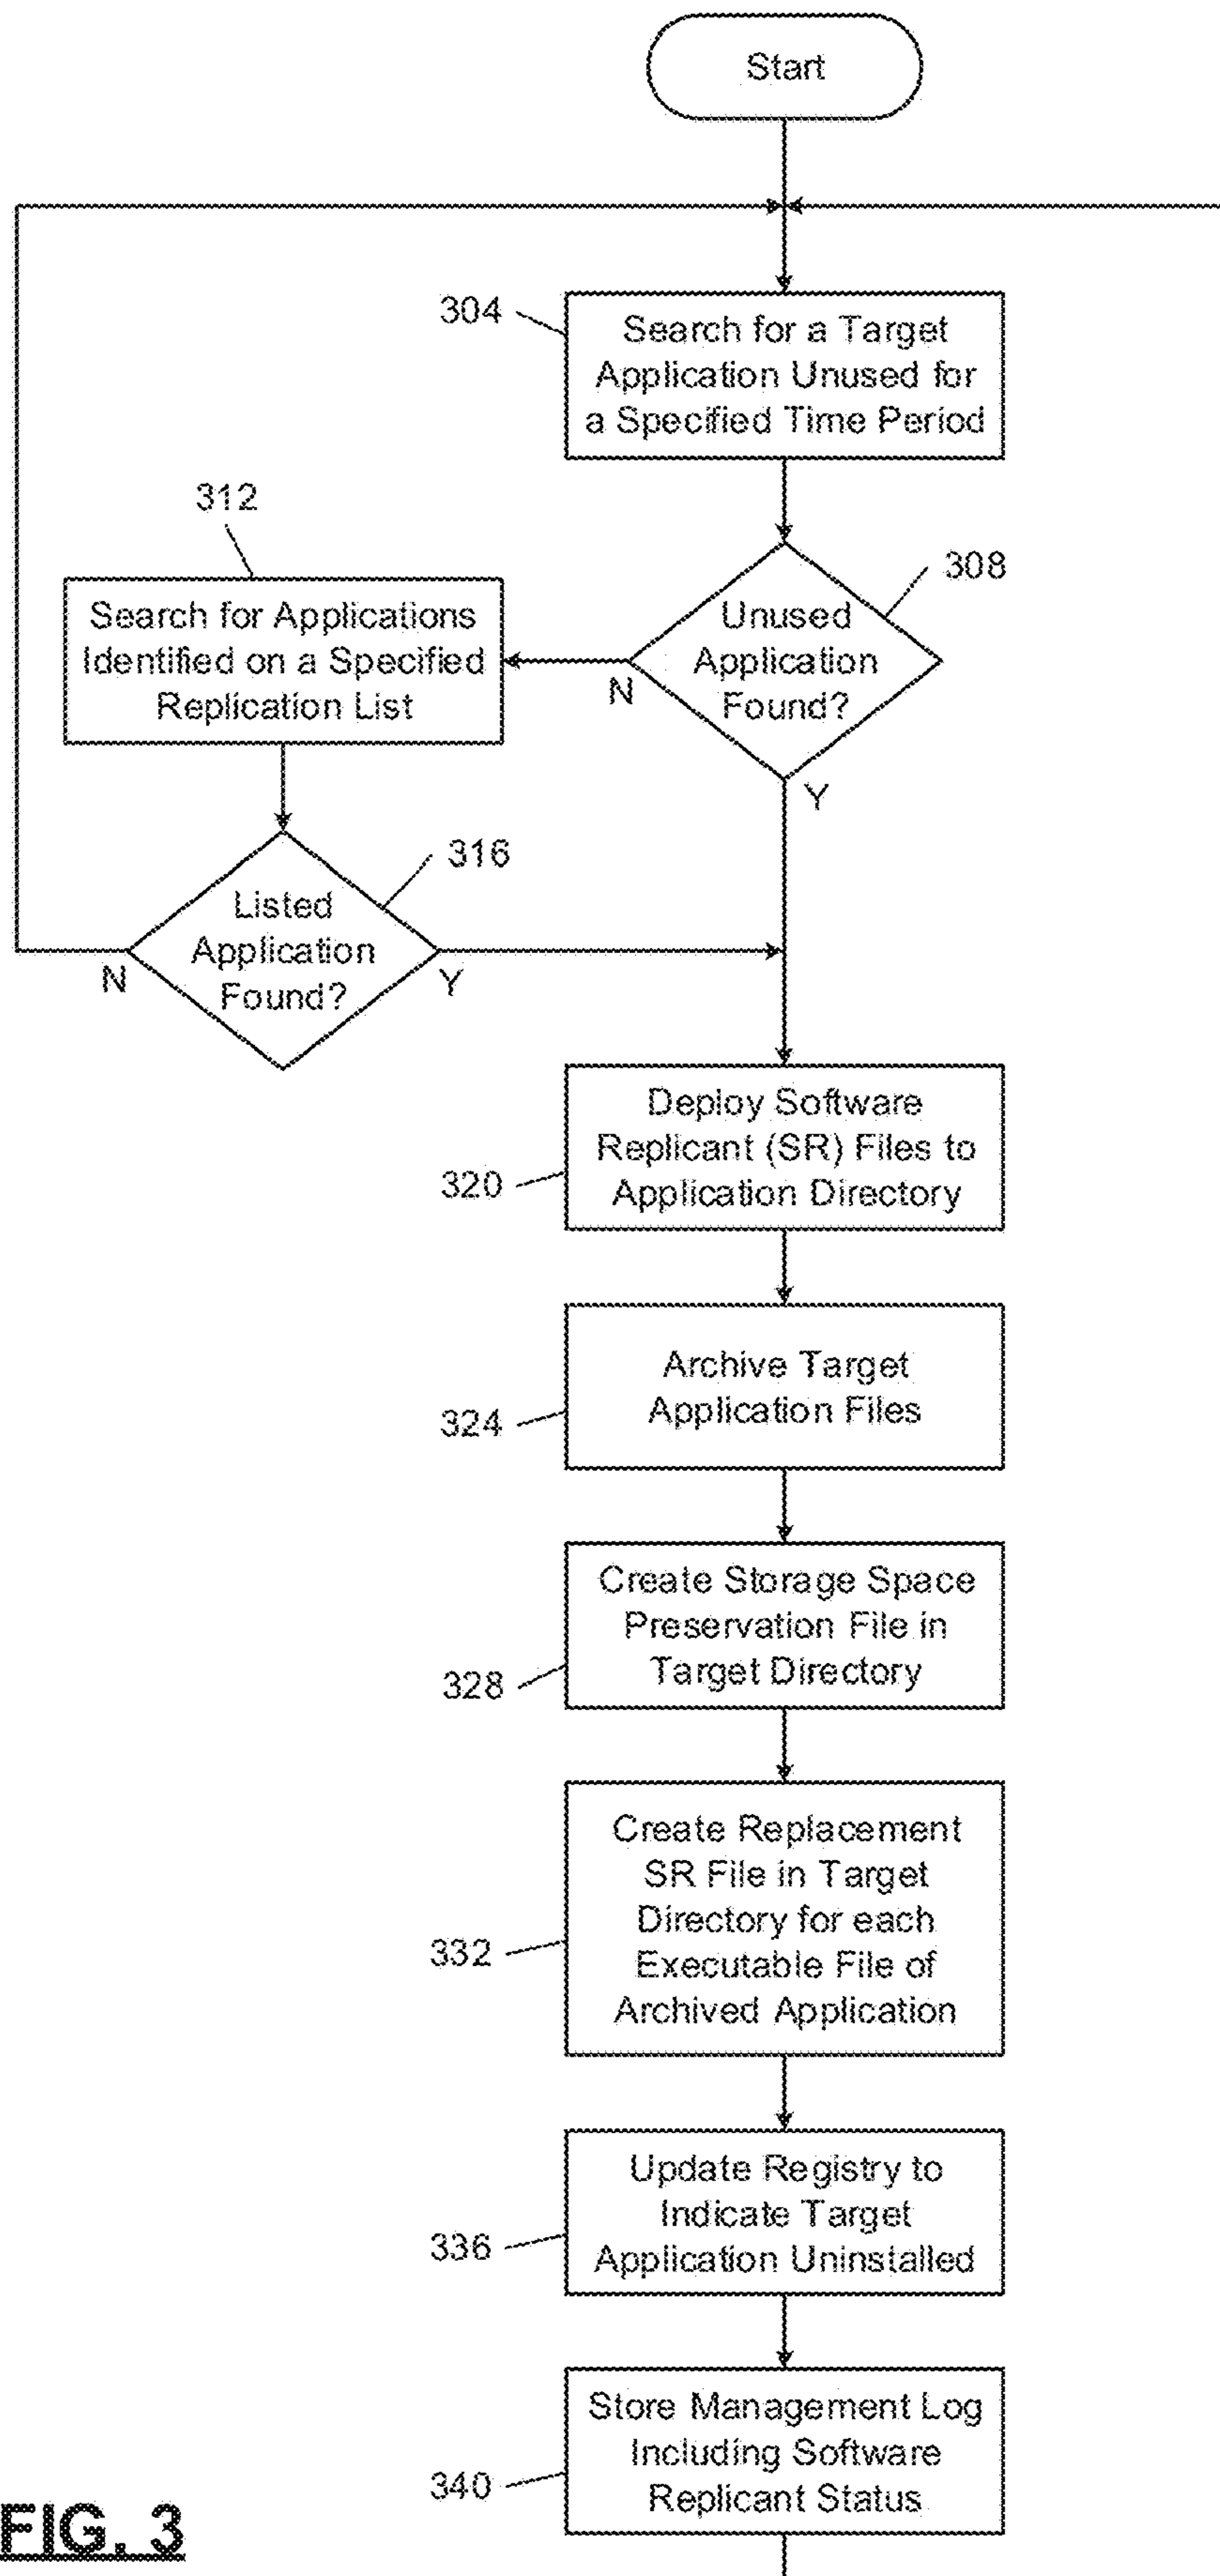 Start
304
Search for a Target
Application Unused for
a Specified Time Period
308
Unused
Application
Found?
N
Y
312
Search for Applications
Identified on a Specified
Replication List
316
Listed
Application
Found?
N
Y
320
Deploy Software
Replicant (SR) Files to
Application Directory
324
Archive Target
Application Files
328
Create Storage Space
Preservation File in
Target Directory
332
Create Replacement
SR File in Target
Directory for each
Executable File of
Archived Application
336
Update Registry to
Indicate Target
Application Uninstalled
340
Store Management Log
Including Software
Replicant Status
FIG. 3